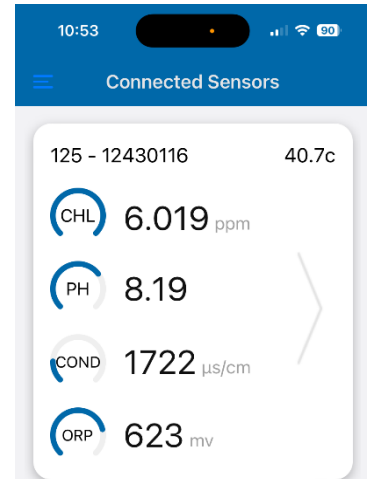 10:53 90
Connected Sensors
125 - 12430116 40.7c
CHL 6.019 ppm
PH 8.19
COND 1722 µs/cm
ORP 623 mv